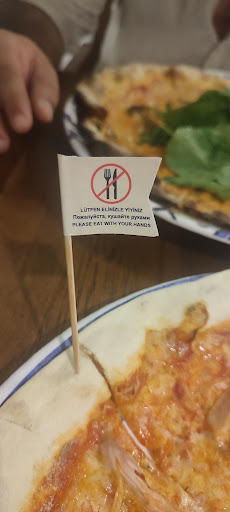 LÜTFEN ELİNİZLE YİYİNİZ
Пожалуйста, кушайте руками
PLEASE EAT WITH YOUR HANDS